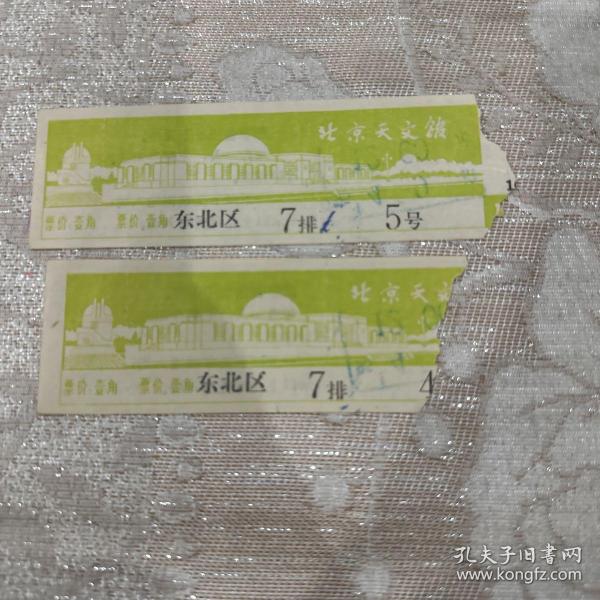 北京天文馆
票价 壹角 票价 壹角 东北区 7排 5号
北京天文
票价 壹角 票价 壹角 东北区 7排 4
孔夫子旧书网
www.kongfz.com